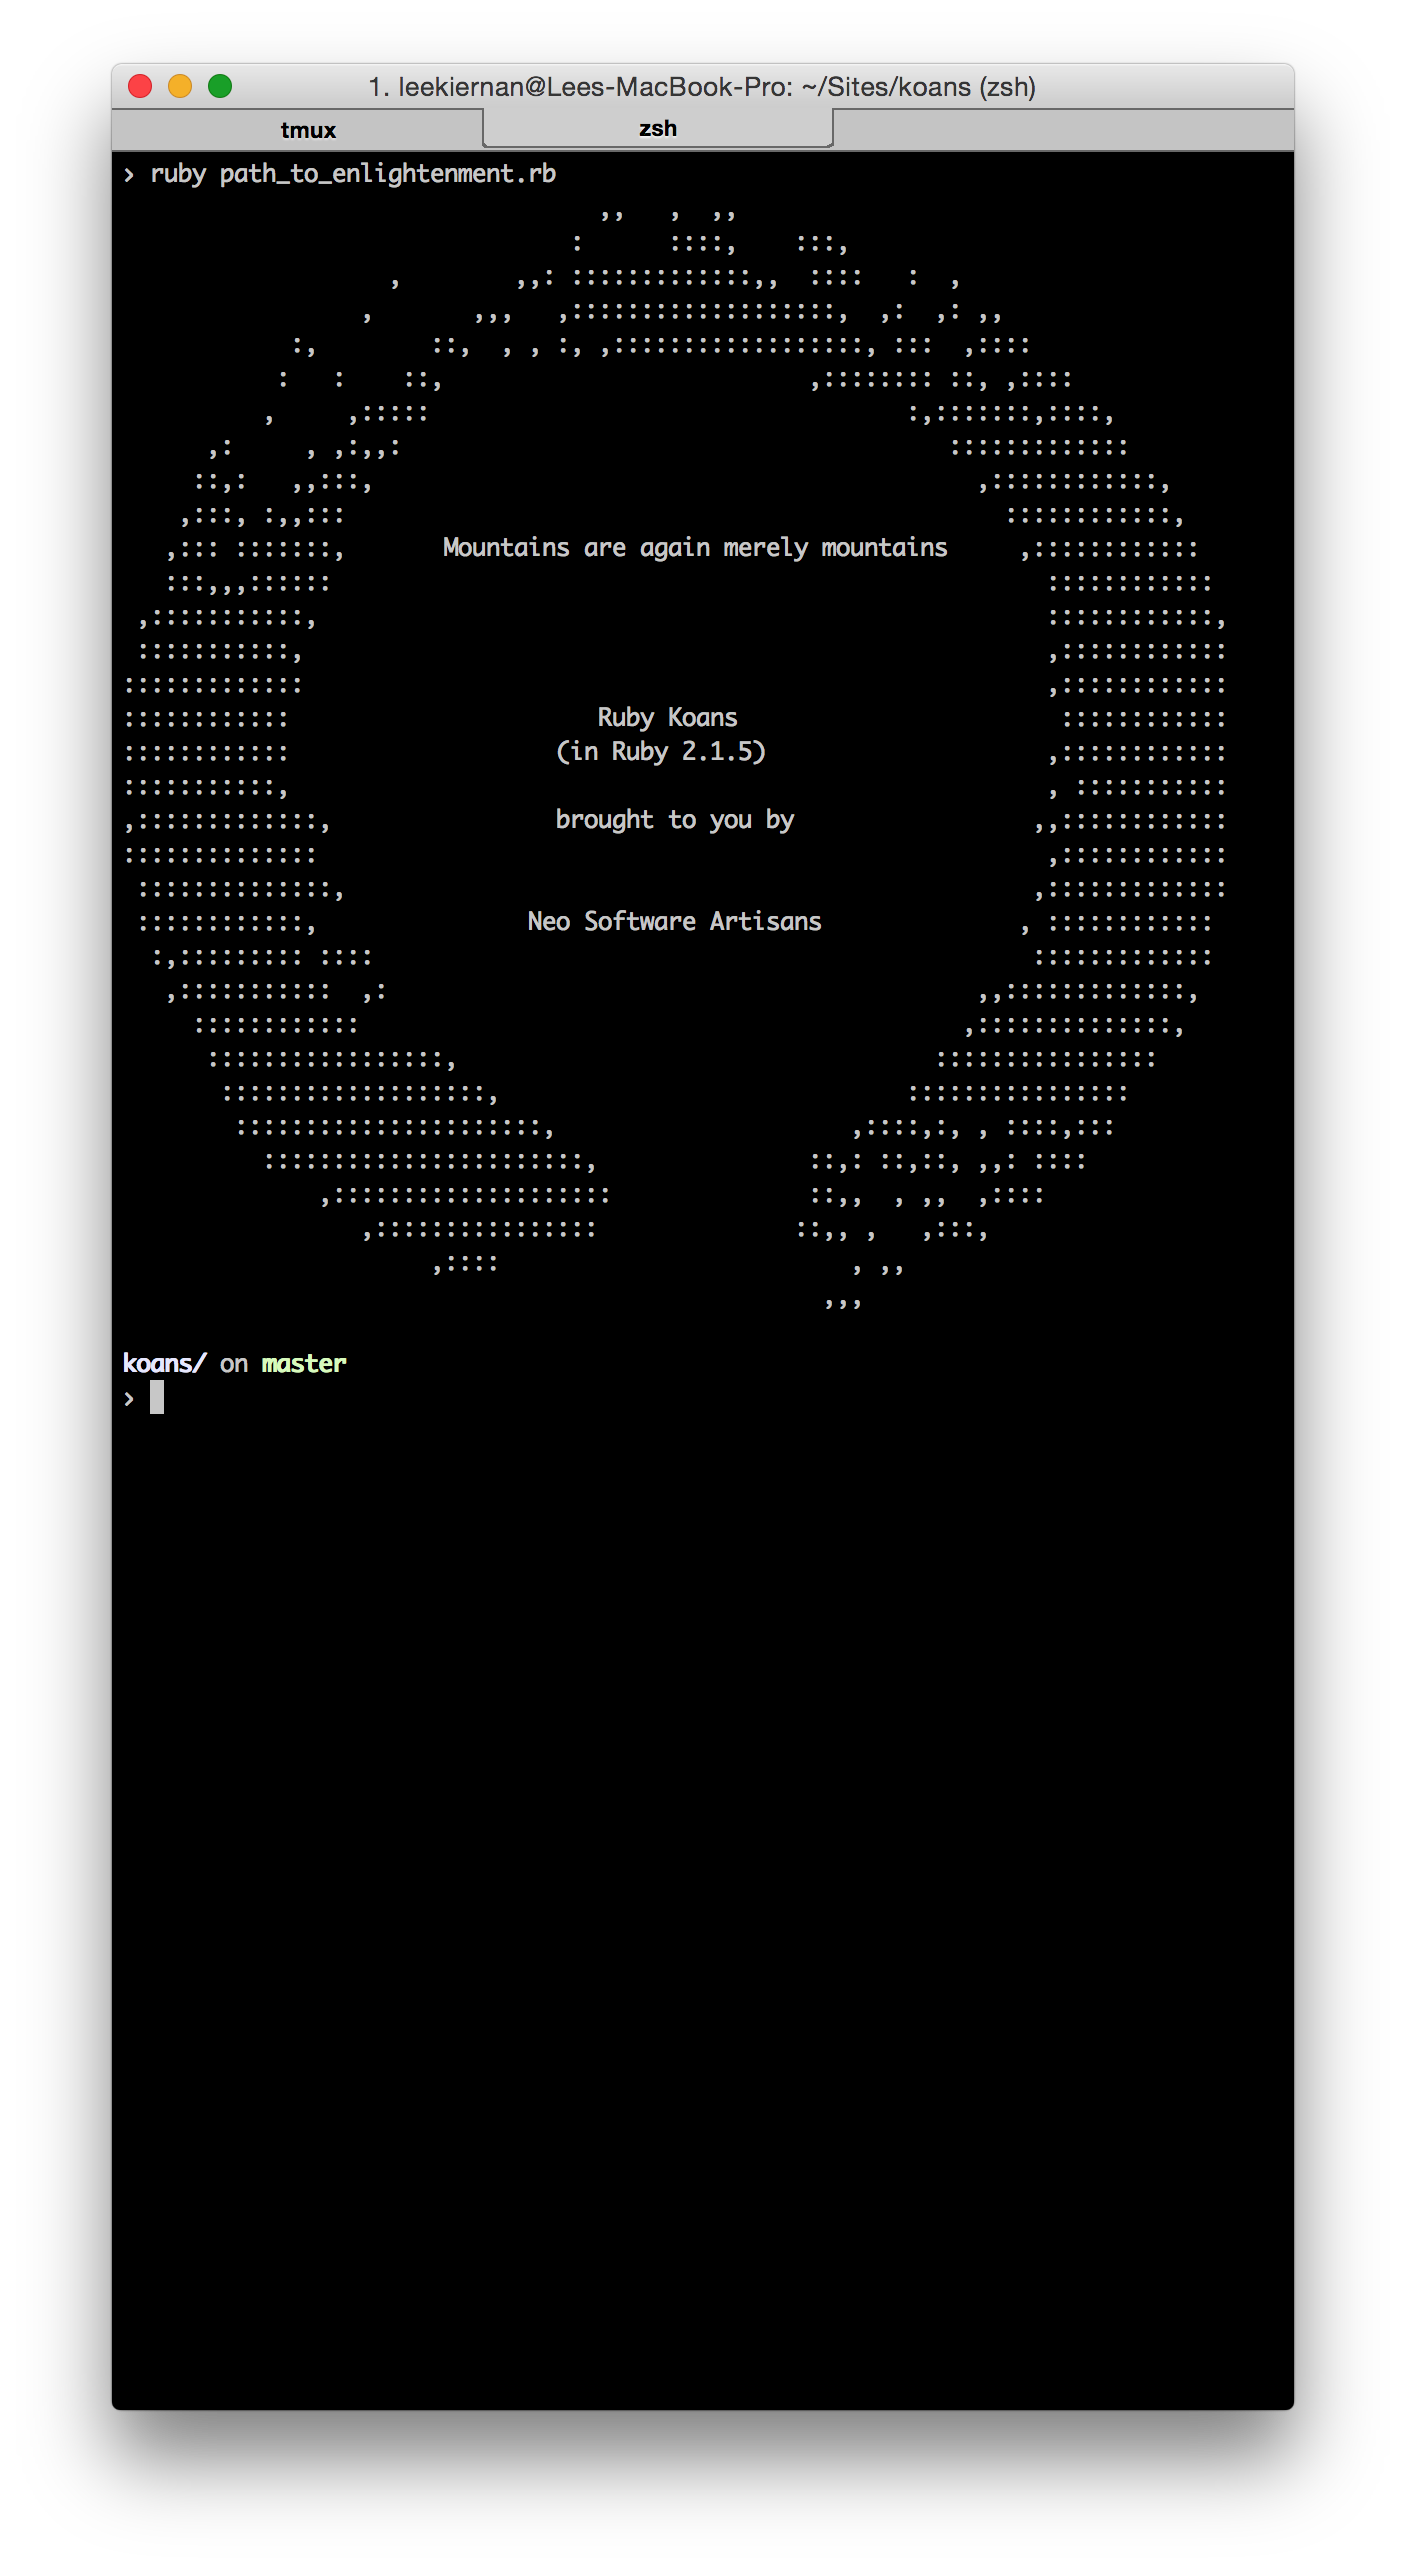 1. leekiernan@Lees-MacBook-Pro: ~/Sites/koans (zsh)
tmux zsh
› ruby path_to_enlightenment.rb
Mountains are again merely mountains
Ruby Koans
(in Ruby 2.1.5)
brought to you by
Neo Software Artisans
koans/ on master
›